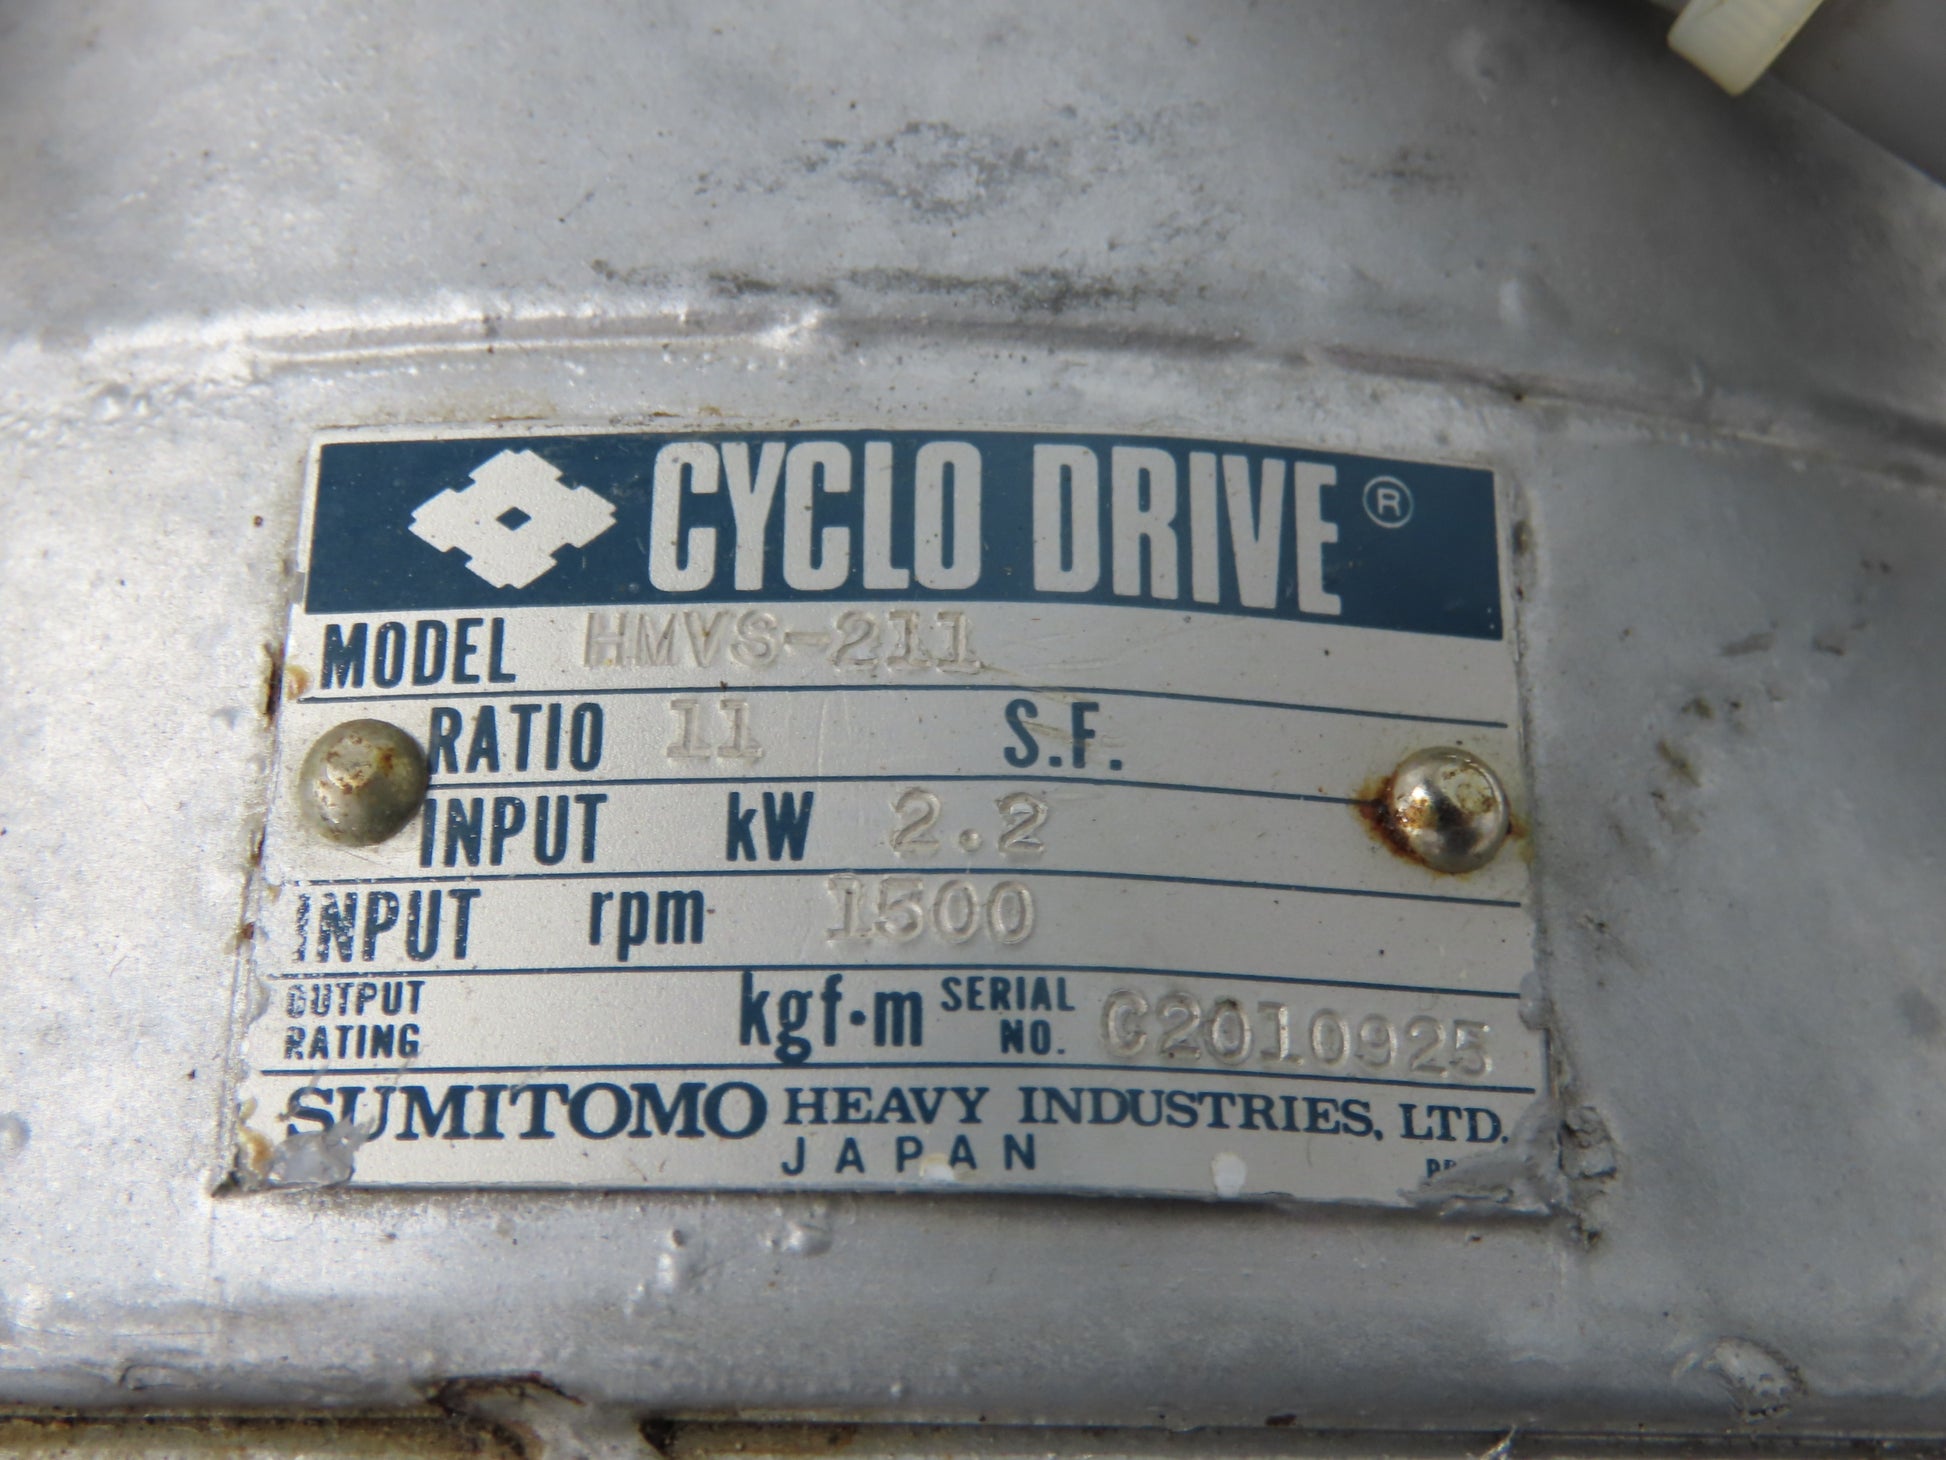 CYCLO DRIVE ®
MODEL HMVS-211
RATIO 11 S.F.
INPUT kW 2.2
INPUT rpm 1500
OUTPUT RATING kgf·m SERIAL NO. C2010925
SUMITOMO HEAVY INDUSTRIES, LTD.
JAPAN